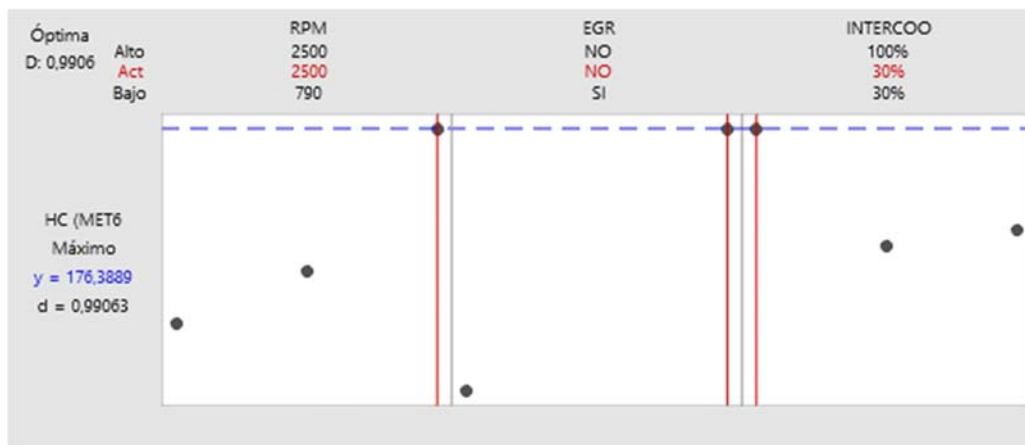 Óptima
D: 0,9906
Alto
Act
Bajo
RPM
2500
2500
790
EGR
NO
NO
SI
INTERCOO
100%
30%
30%
HC (MET6
Máximo
y = 176,3889
d = 0,99063